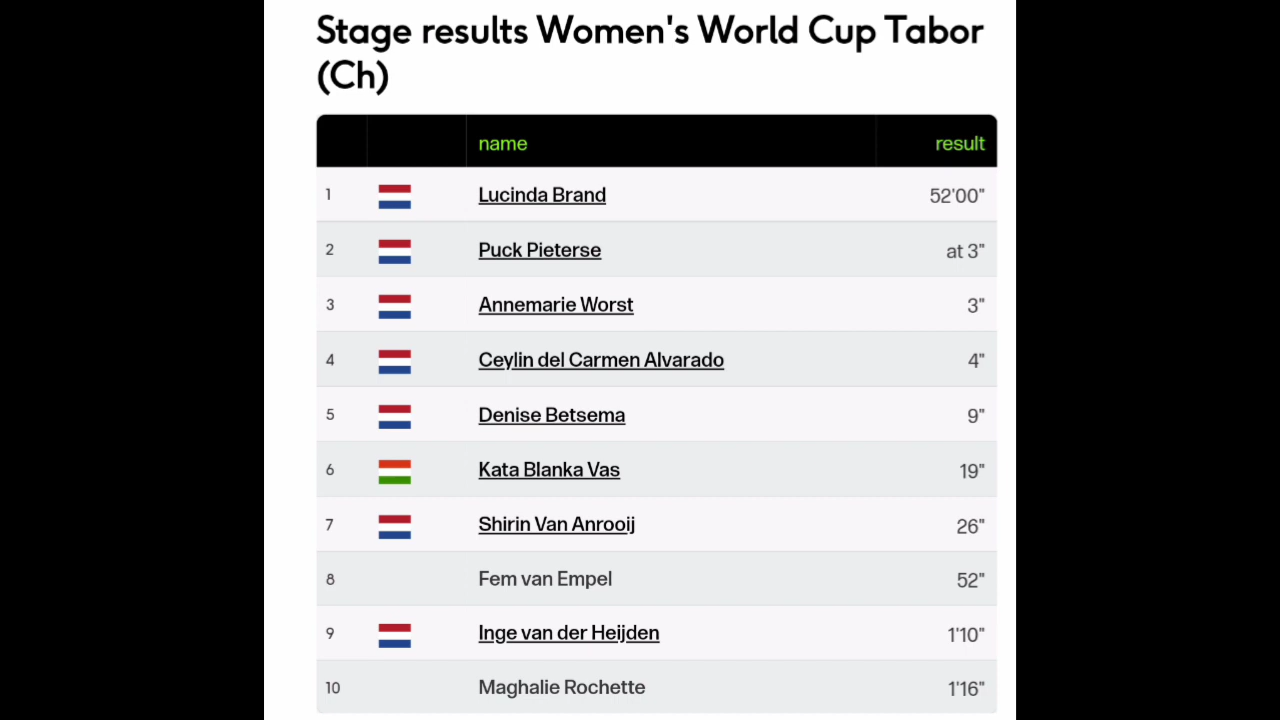 Stage results Women's World Cup Tabor
(Ch)
name result
1 Lucinda Brand 52'00"
2 Puck Pieterse at 3"
3 Annemarie Worst 3"
4 Ceylin del Carmen Alvarado 4"
5 Denise Betsema 9"
6 Kata Blanka Vas 19"
7 Shirin Van Anrooij 26"
8 Fem van Empel 52"
9 Inge van der Heijden 1'10"
10 Maghalie Rochette 1'16"